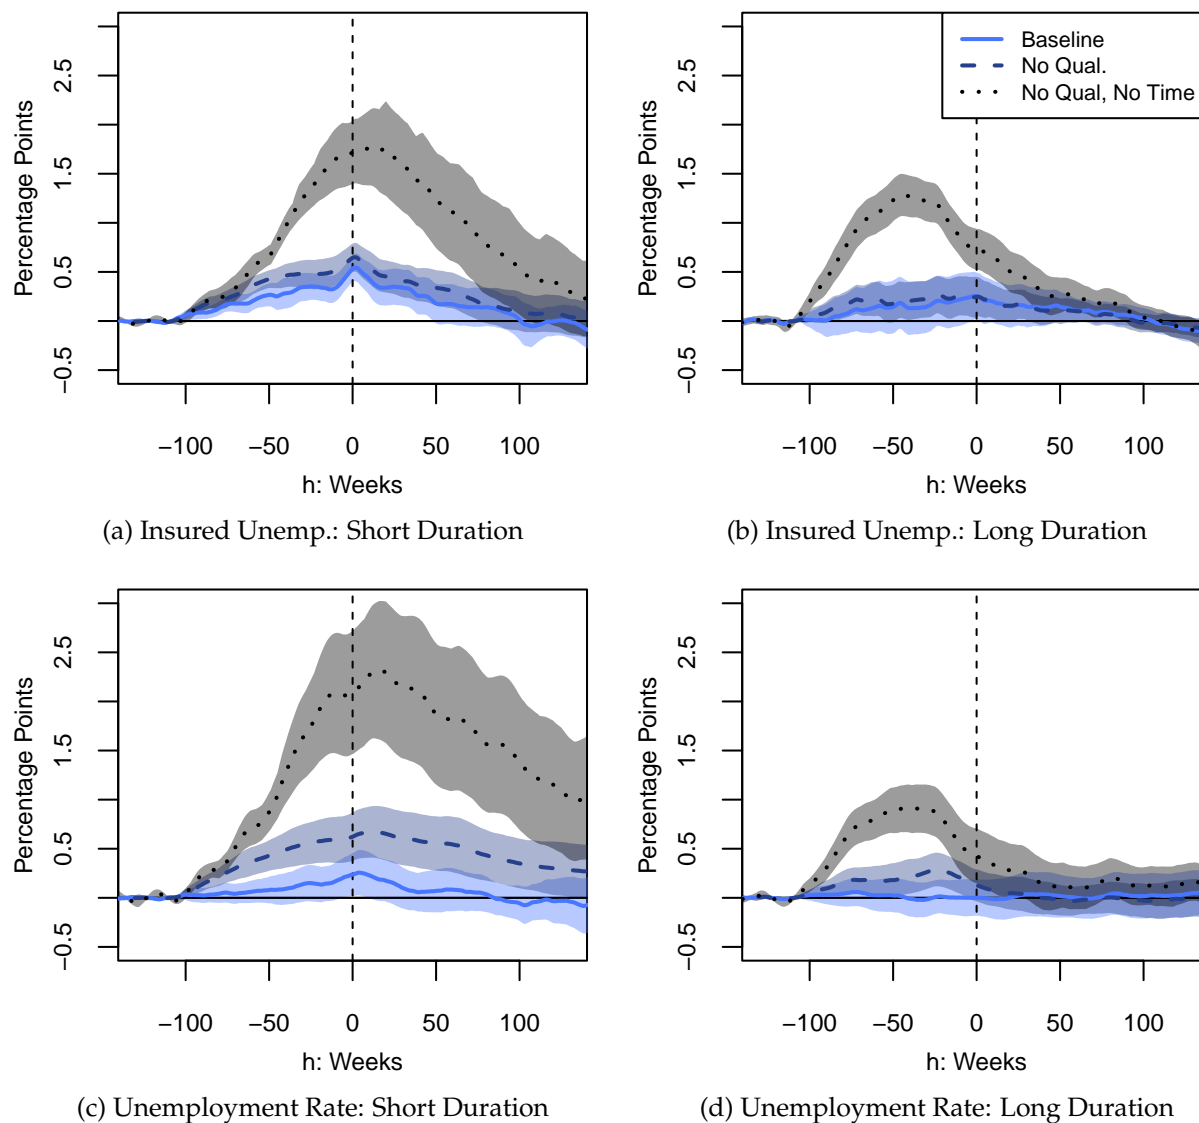 Percentage Points
−0.5 0.5 1.5 2.5
−100 −50 0 50 100
h: Weeks
(a) Insured Unemp.: Short Duration
Baseline
No Qual.
No Qual, No Time
Percentage Points
−0.5 0.5 1.5 2.5
−100 −50 0 50 100
h: Weeks
(b) Insured Unemp.: Long Duration
Percentage Points
−0.5 0.5 1.5 2.5
−100 −50 0 50 100
h: Weeks
(c) Unemployment Rate: Short Duration
Percentage Points
−0.5 0.5 1.5 2.5
−100 −50 0 50 100
h: Weeks
(d) Unemployment Rate: Long Duration